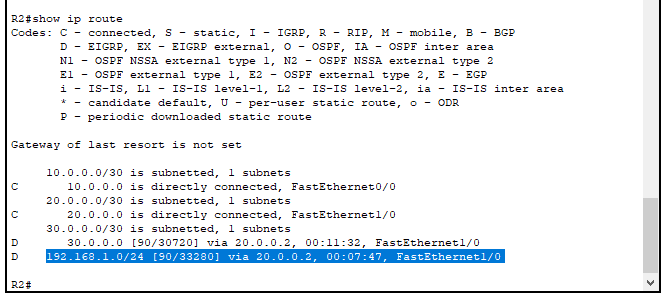 R2#show ip route
Codes: C - connected, S - static, I - IGRP, R - RIP, M - mobile, B - BGP
D - EIGRP, EX - EIGRP external, O - OSPF, IA - OSPF inter area
N1 - OSPF NSSA external type 1, N2 - OSPF NSSA external type 2
E1 - OSPF external type 1, E2 - OSPF external type 2, E - EGP
i - IS-IS, L1 - IS-IS level-1, L2 - IS-IS level-2, ia - IS-IS inter area
* - candidate default, U - per-user static route, o - ODR
P - periodic downloaded static route
Gateway of last resort is not set
10.0.0.0/30 is subnetted, 1 subnets
C 10.0.0.0 is directly connected, FastEthernet0/0
20.0.0.0/30 is subnetted, 1 subnets
C 20.0.0.0 is directly connected, FastEthernet1/0
30.0.0.0/30 is subnetted, 1 subnets
D 30.0.0.0 [90/30720] via 20.0.0.2, 00:11:32, FastEthernet1/0
D 192.168.1.0/24 [90/33280] via 20.0.0.2, 00:07:47, FastEthernet1/0
R2#